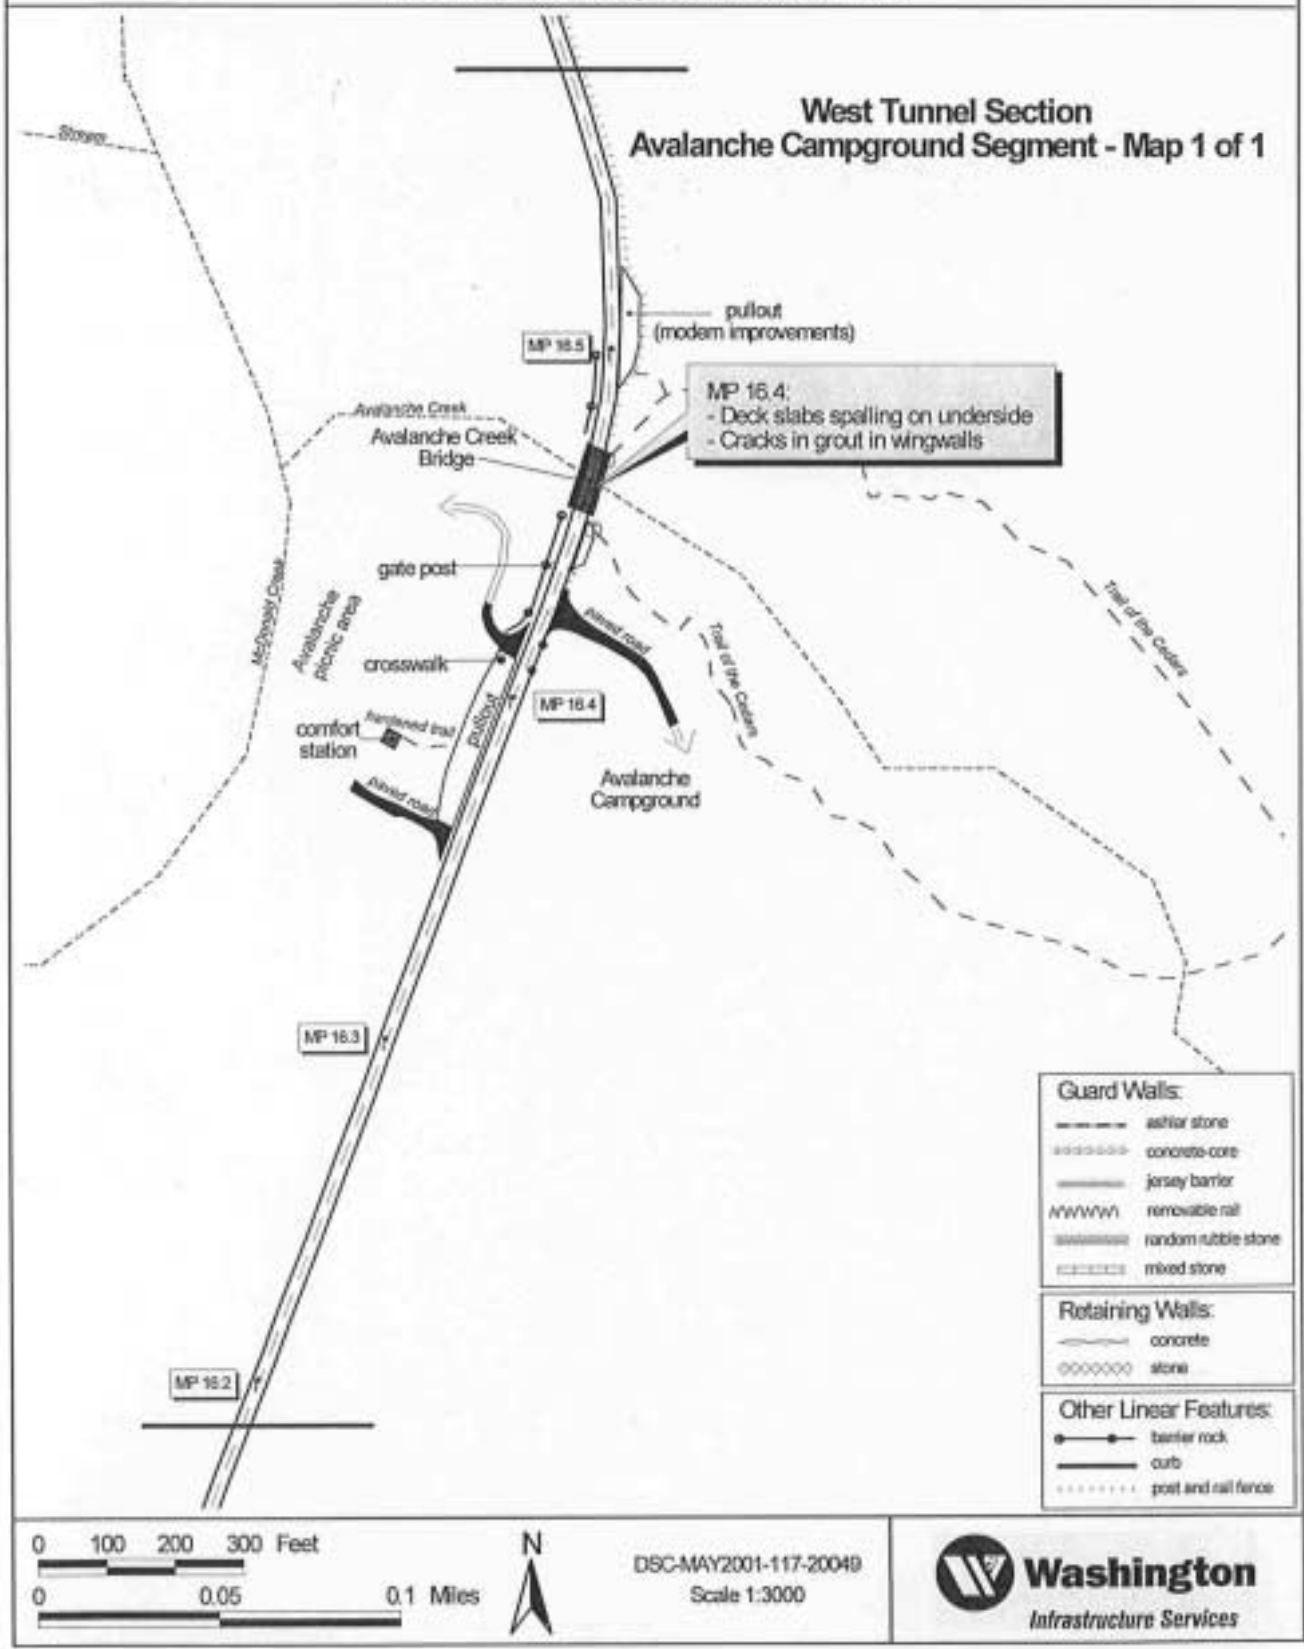 West Tunnel Section
Avalanche Campground Segment - Map 1 of 1
Stream
pullout
(modern improvements)
MP 16.5
MP 16.4:
- Deck slabs spalling on underside
- Cracks in grout in wingwalls
Avalanche Creek
Avalanche Creek
Bridge
gate post
McDonald Creek
Avalanche
picnic area
paved road
Trail of the Cedars
Trail of the Cedars
crosswalk
MP 16.4
pullout
hardened trail
comfort
station
paved road
Avalanche
Campground
MP 16.3
MP 16.2
Guard Walls:
ashlar stone
concrete-core
jersey barrier
removable rail
random rubble stone
mixed stone
Retaining Walls:
concrete
stone
Other Linear Features:
barrier rock
curb
post and rail fence
0 100 200 300 Feet
0 0.05 0.1 Miles
N
DSC-MAY2001-117-20049
Scale 1:3000
Washington
Infrastructure Services